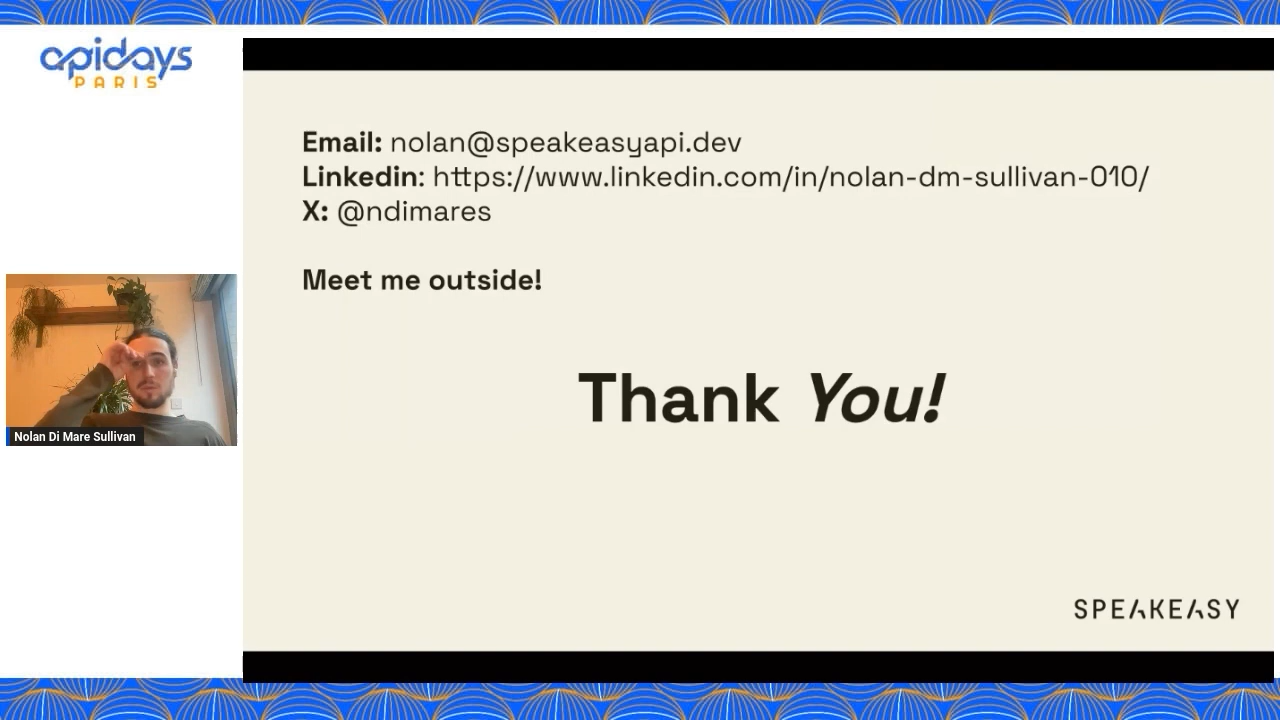 apidays
PARIS
Email: nolan@speakeasyapi.dev
Linkedin: https://www.linkedin.com/in/nolan-dm-sullivan-010/
X: @ndimares
Meet me outside!
Thank You!
Nolan Di Mare Sullivan
SPEAKEASY